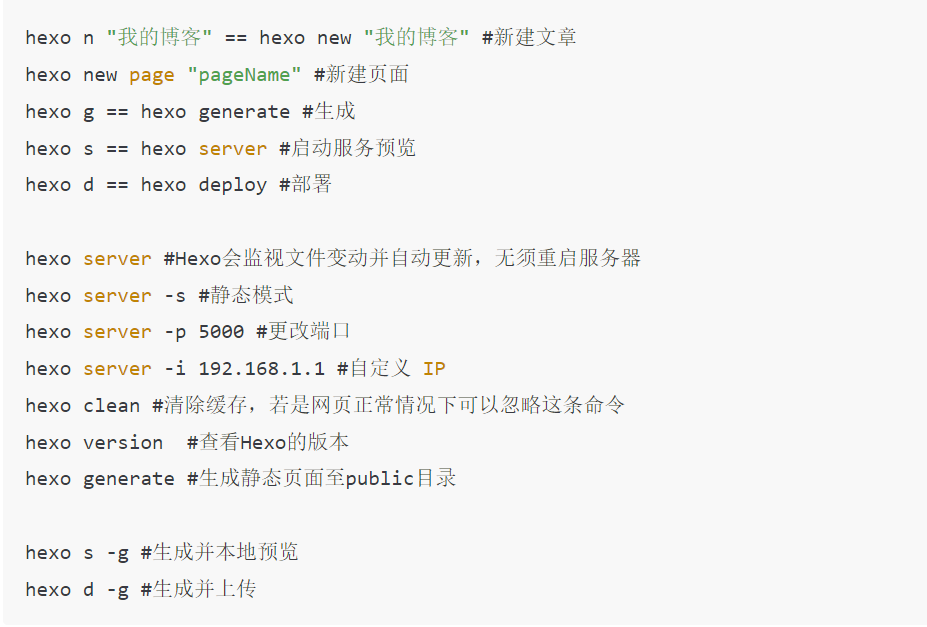 hexo n "我的博客" == hexo new "我的博客" #新建文章
hexo new page "pageName" #新建页面
hexo g == hexo generate #生成
hexo s == hexo server #启动服务预览
hexo d == hexo deploy #部署
hexo server #Hexo会监视文件变动并自动更新，无须重启服务器
hexo server -s #静态模式
hexo server -p 5000 #更改端口
hexo server -i 192.168.1.1 #自定义 IP
hexo clean #清除缓存，若是网页正常情况下可以忽略这条命令
hexo version  #查看Hexo的版本
hexo generate #生成静态页面至public目录
hexo s -g #生成并本地预览
hexo d -g #生成并上传